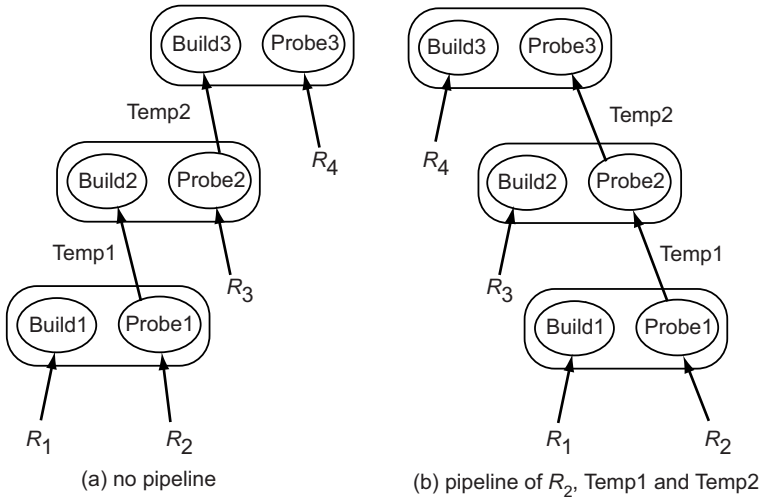 Build3 Probe3
Temp2
R4
Build2 Probe2
Temp1
R3
Build1 Probe1
R1 R2
(a) no pipeline
Build3 Probe3
Temp2
R4
Build2 Probe2
Temp1
R3
Build1 Probe1
R1 R2
(b) pipeline of R2, Temp1 and Temp2